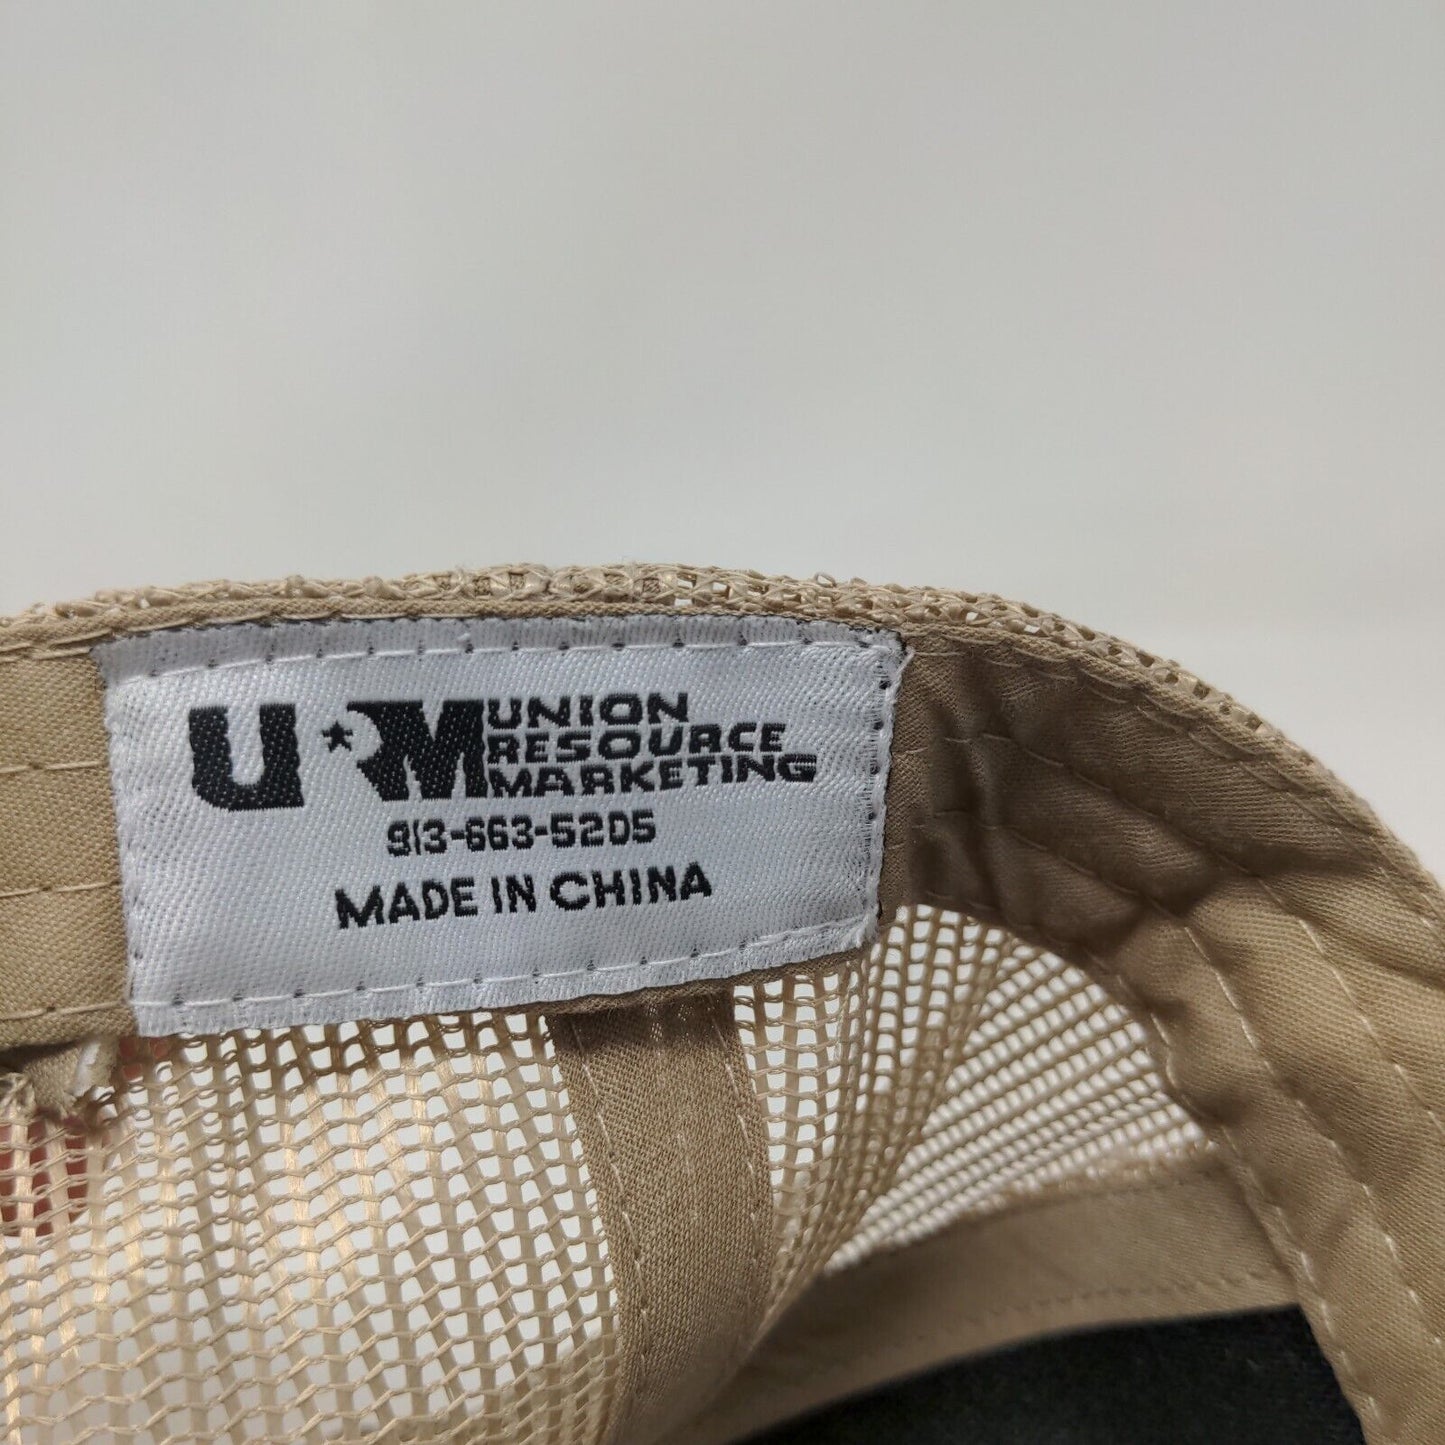 U★RM UNION
RESOURCE
MARKETING
913-663-5205
MADE IN CHINA